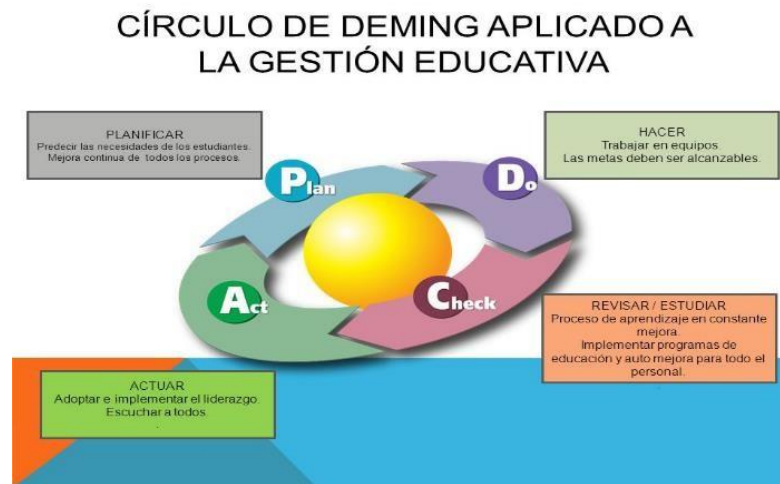 CÍRCULO DE DEMING APLICADO A
LA GESTIÓN EDUCATIVA
PLANIFICAR
Predecir las necesidades de los estudiantes.
Mejora continua de todos los procesos.
HACER
Trabajar en equipos.
Las metas deben ser alcanzables.
Plan
Do
Act
Check
REVISAR / ESTUDIAR
Proceso de aprendizaje en constante
mejora.
Implementar programas de
educación y auto mejora para todo el
personal.
.
ACTUAR
Adoptar e implementar el liderazgo.
Escuchar a todos.
.